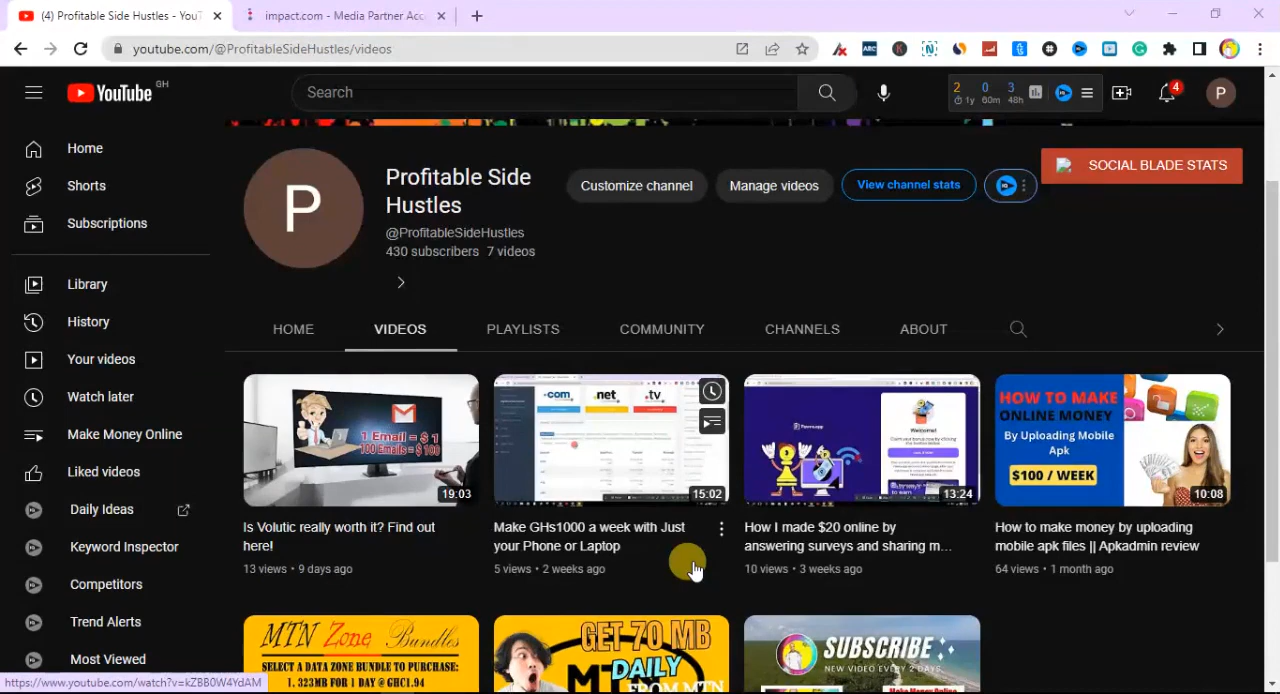 (4) Profitable Side Hustles - YouT
impact.com - Media Partner Acc
youtube.com/@ProfitableSideHustles/videos
ABC
YouTube GH
Search
2 0 3
1y 60m 48h
4
P
Home
Shorts
Subscriptions
Library
History
Your videos
Watch later
Make Money Online
Liked videos
Daily Ideas
Keyword Inspector
Competitors
Trend Alerts
Most Viewed
P
Profitable Side
Hustles
@ProfitableSideHustles
430 subscribers 7 videos
Customize channel
Manage videos
View channel stats
SOCIAL BLADE STATS
HOME
VIDEOS
PLAYLISTS
COMMUNITY
CHANNELS
ABOUT
1 Email = $ 1
100 Emails = $ 100
19:03
Is Volutic really worth it? Find out
here!
13 views • 9 days ago
.com
.net
.tv
15:02
Make GHs1000 a week with Just
your Phone or Laptop
5 views • 2 weeks ago
Welcome!
13:24
How I made $20 online by
answering surveys and sharing m...
10 views • 3 weeks ago
HOW TO MAKE
ONLINE MONEY
By Uploading Mobile
Apk
$100 / WEEK
10:08
How to make money by uploading
mobile apk files || Apkadmin review
64 views • 1 month ago
MTN Zone Bundles
SELECT A DATA ZONE BUNDLE TO PURCHASE:
1. 323MB FOR 1 DAY @ GHC1.94
GET 70 MB
DAILY
FROM MTN
SUBSCRIBE
NEW VIDEO EVERY 2 DAYS
https://www.youtube.com/watch?v=kZBB0W4YdAM